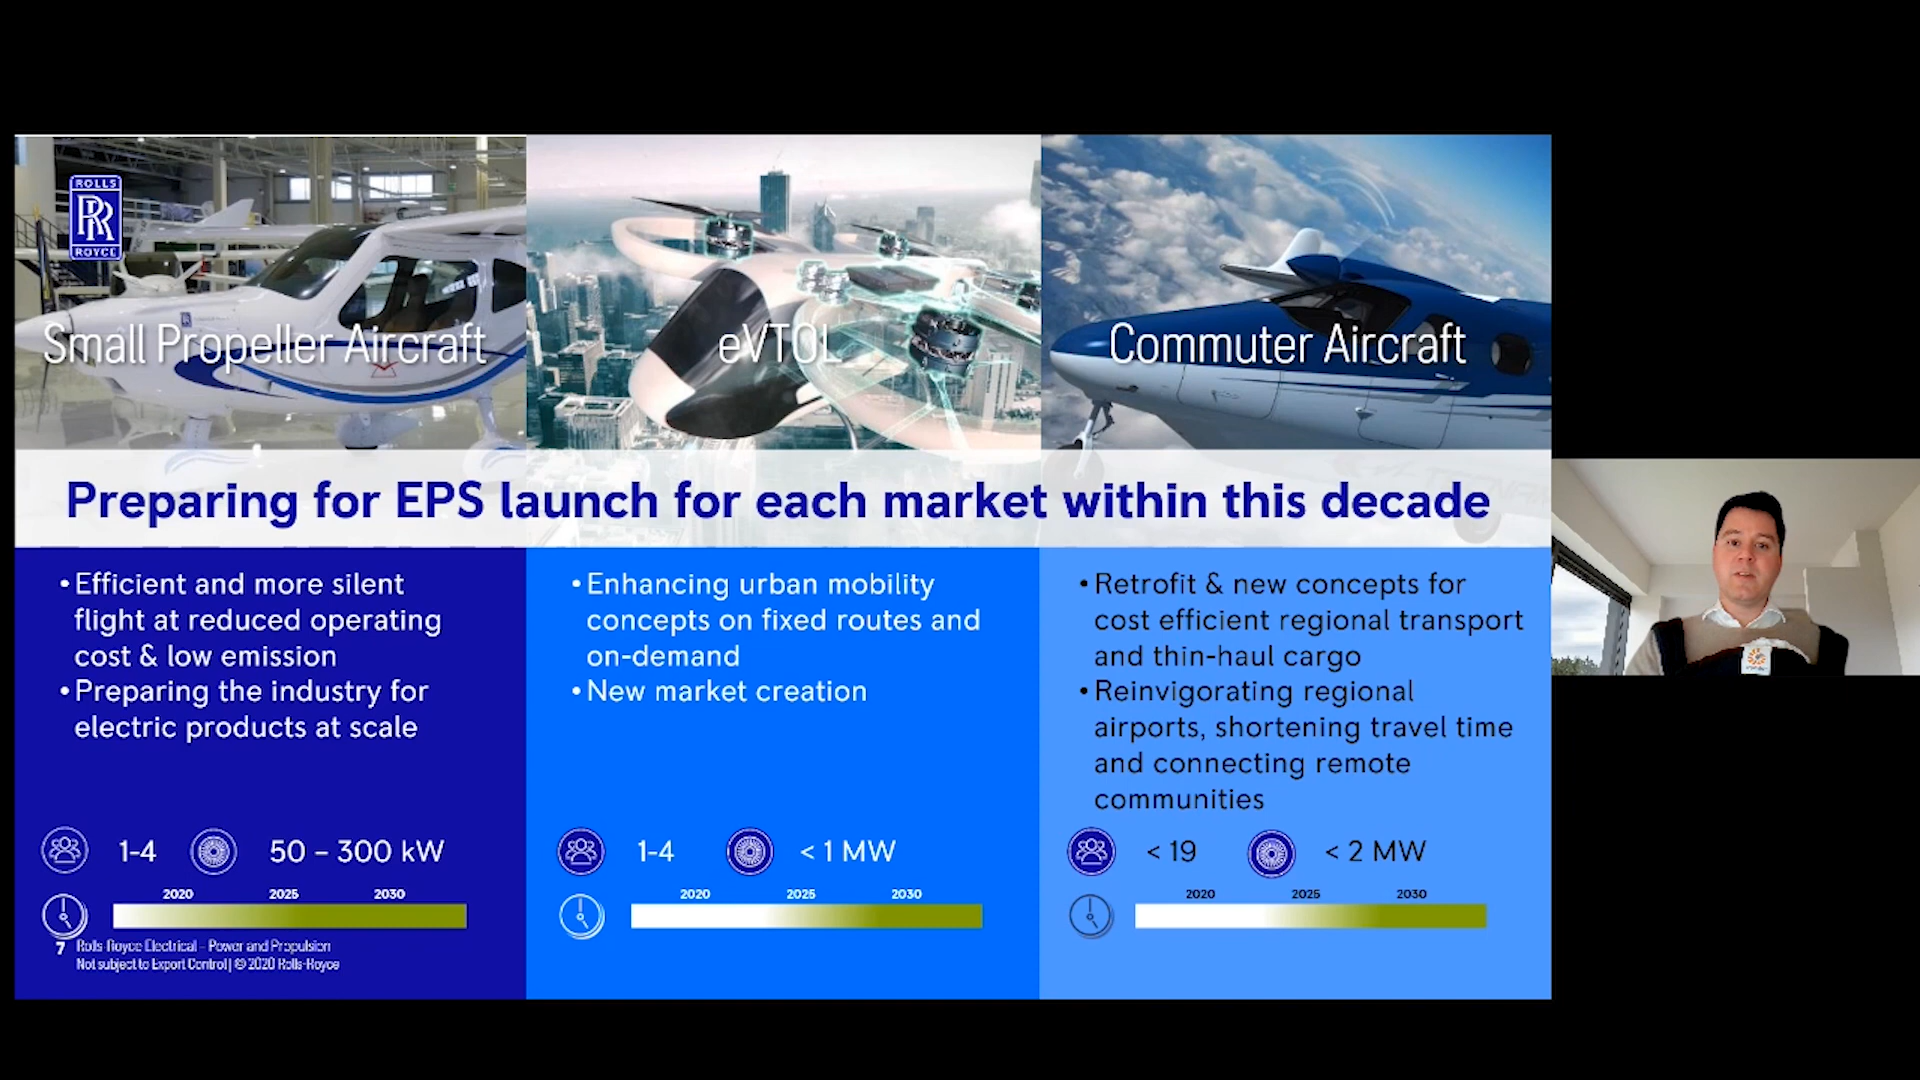 ROLLS
RR
ROYCE
Small Propeller Aircraft
eVTOL
Commuter Aircraft
Preparing for EPS launch for each market within this decade
• Efficient and more silent
flight at reduced operating
cost & low emission
• Preparing the industry for
electric products at scale
1-4
50 – 300 kW
2020 2025 2030
• Enhancing urban mobility
concepts on fixed routes and
on-demand
• New market creation
1-4
< 1 MW
2020 2025 2030
• Retrofit & new concepts for
cost efficient regional transport
and thin-haul cargo
• Reinvigorating regional
airports, shortening travel time
and connecting remote
communities
< 19
< 2 MW
2020 2025 2030
7 Rolls-Royce Electrical – Power and Propulsion
Not subject to Export Control | © 2020 Rolls-Royce